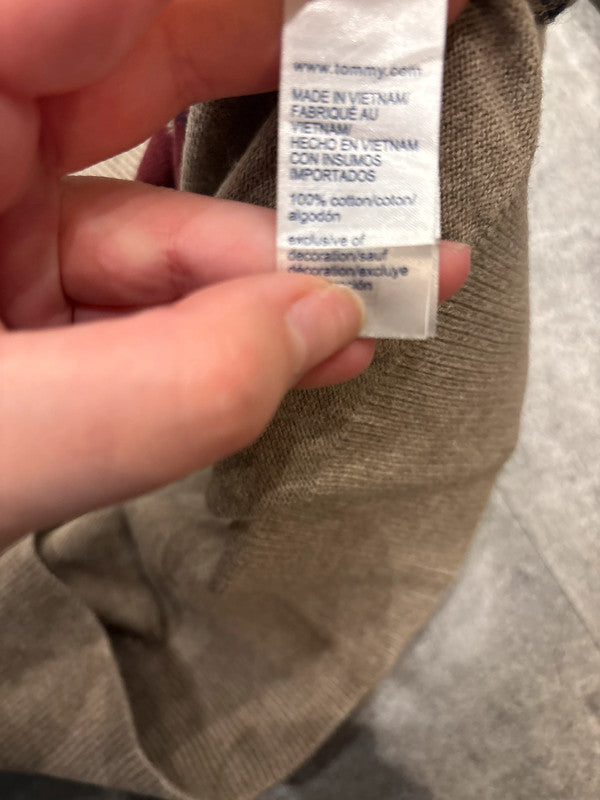 www.tommy.com
MADE IN VIETNAM/
FABRIQUÉ AU
VIETNAM/
HECHO EN VIETNAM
CON INSUMOS
IMPORTADOS
100% cotton/coton/
algodón
exclusive of
decoration/sauf
décoration/excluye